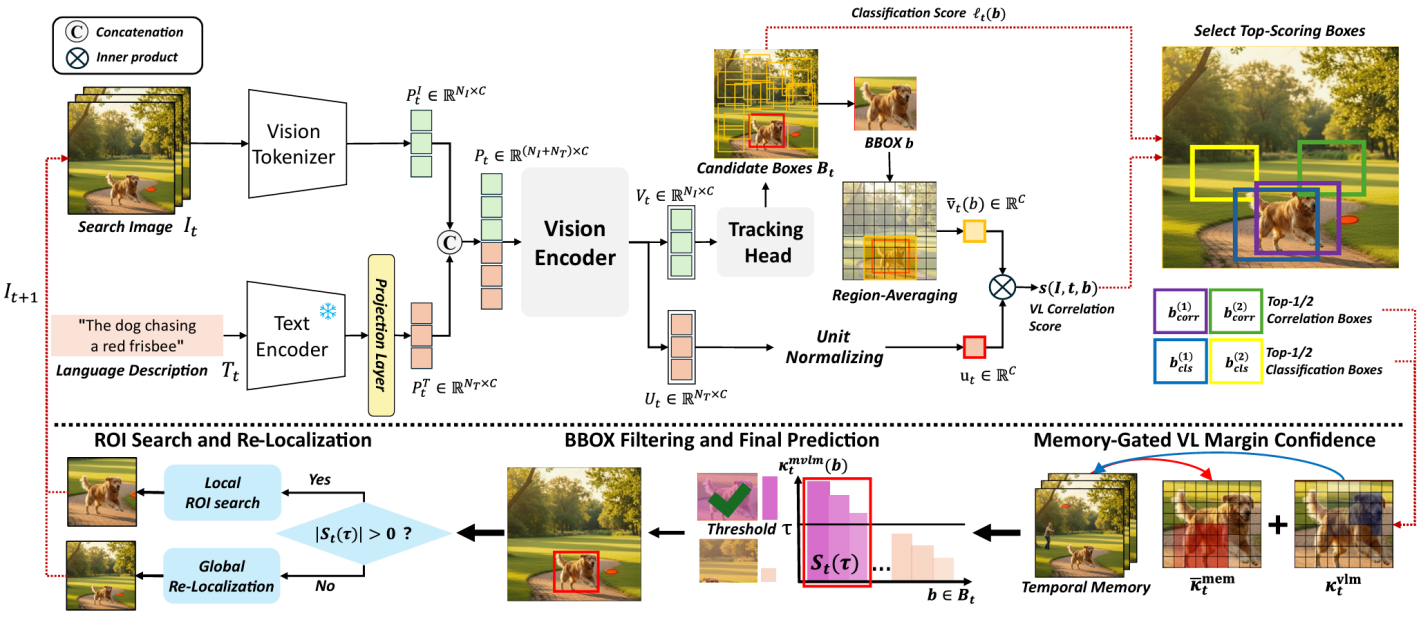 C Concatenation
⊗ Inner product
Search Image I_t
Vision
Tokenizer
P_t^I ∈ ℝ^{N_I×C}
"The dog chasing
a red frisbee"
Language Description T_t
Text
Encoder
Projection Layer
P_t^T ∈ ℝ^{N_T×C}
I_{t+1}
C
P_t ∈ ℝ^{(N_I+N_T)×C}
Vision
Encoder
V_t ∈ ℝ^{N_I×C}
U_t ∈ ℝ^{N_T×C}
Tracking
Head
Candidate Boxes B_t
Classification Score ℓ_t(b)
BBOX b
Region-Averaging
v̄_t(b) ∈ ℝ^C
Unit
Normalizing
u_t ∈ ℝ^C
s(I, t, b)
VL Correlation
Score
Select Top-Scoring Boxes
b_corr^(1) b_corr^(2) Top-1/2
Correlation Boxes
b_cls^(1) b_cls^(2) Top-1/2
Classification Boxes
ROI Search and Re-Localization
Local
ROI search
Yes
|S_t(τ)| > 0 ?
Global
Re-Localization
No
BBOX Filtering and Final Prediction
Threshold
κ_t^mvlm(b)
τ
S_t(τ)
...
b ∈ B_t
Memory-Gated VL Margin Confidence
Temporal Memory
κ̄_t^mem
+
κ_t^vlm